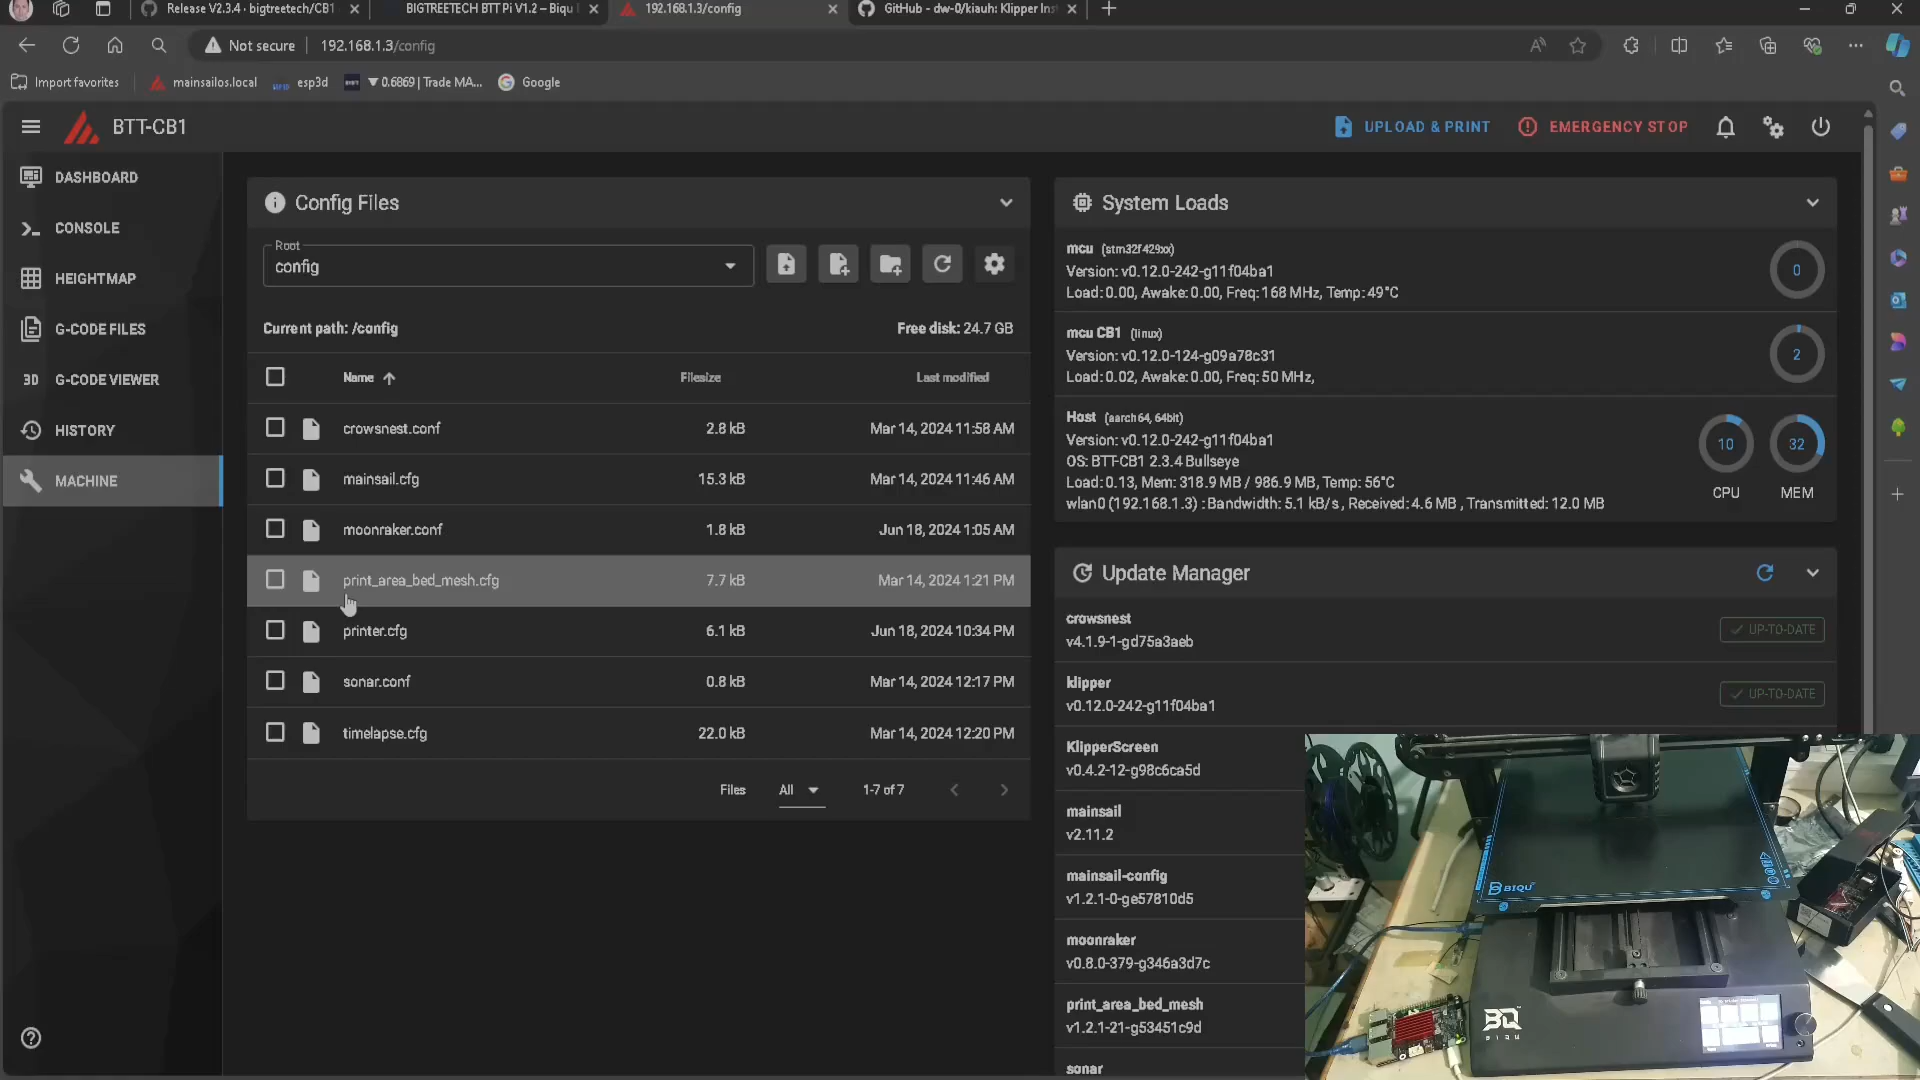 Release V2.3.4 · bigtreetech/CB1
BIGTREETECH BTT Pi V1.2 – Biqu
192.168.1.3/config
GitHub - dw-0/kiauh: Klipper Ins
Not secure
192.168.1.3/config
Import favorites
mainsailos.local
esp3d
▼0.6869 | Trade MA...
Google
BTT-CB1
UPLOAD & PRINT
EMERGENCY STOP
DASHBOARD
CONSOLE
HEIGHTMAP
G-CODE FILES
3D G-CODE VIEWER
HISTORY
MACHINE
Config Files
Root
config
Current path: /config
Free disk: 24.7 GB
Name
Filesize
Last modified
crowsnest.conf
2.8 kB
Mar 14, 2024 11:58 AM
mainsail.cfg
15.3 kB
Mar 14, 2024 11:46 AM
moonraker.conf
1.8 kB
Jun 18, 2024 1:05 AM
print_area_bed_mesh.cfg
7.7 kB
Mar 14, 2024 1:21 PM
printer.cfg
6.1 kB
Jun 18, 2024 10:34 PM
sonar.conf
0.8 kB
Mar 14, 2024 12:17 PM
timelapse.cfg
22.0 kB
Mar 14, 2024 12:20 PM
Files
All
1-7 of 7
System Loads
mcu (stm32f429xx)
Version: v0.12.0-242-g11f04ba1
Load: 0.00, Awake: 0.00, Freq: 168 MHz, Temp: 49°C
0
mcu CB1 (linux)
Version: v0.12.0-124-g09a78c31
Load: 0.02, Awake: 0.00, Freq: 50 MHz,
2
Host (aarch64, 64bit)
Version: v0.12.0-242-g11f04ba1
OS: BTT-CB1 2.3.4 Bullseye
Load: 0.13, Mem: 318.9 MB / 986.9 MB, Temp: 56°C
wlan0 (192.168.1.3) : Bandwidth: 5.1 kB/s , Received: 4.6 MB , Transmitted: 12.0 MB
10
32
CPU
MEM
Update Manager
crowsnest
v4.1.9-1-gd75a3aeb
UP-TO-DATE
klipper
v0.12.0-242-g11f04ba1
UP-TO-DATE
KlipperScreen
v0.4.2-12-g98c6ca5d
mainsail
v2.11.2
mainsail-config
v1.2.1-0-ge57810d5
moonraker
v0.8.0-379-g346a3d7c
print_area_bed_mesh
v1.2.1-21-g53451c9d
sonar
BIQU
BQ
BIQU